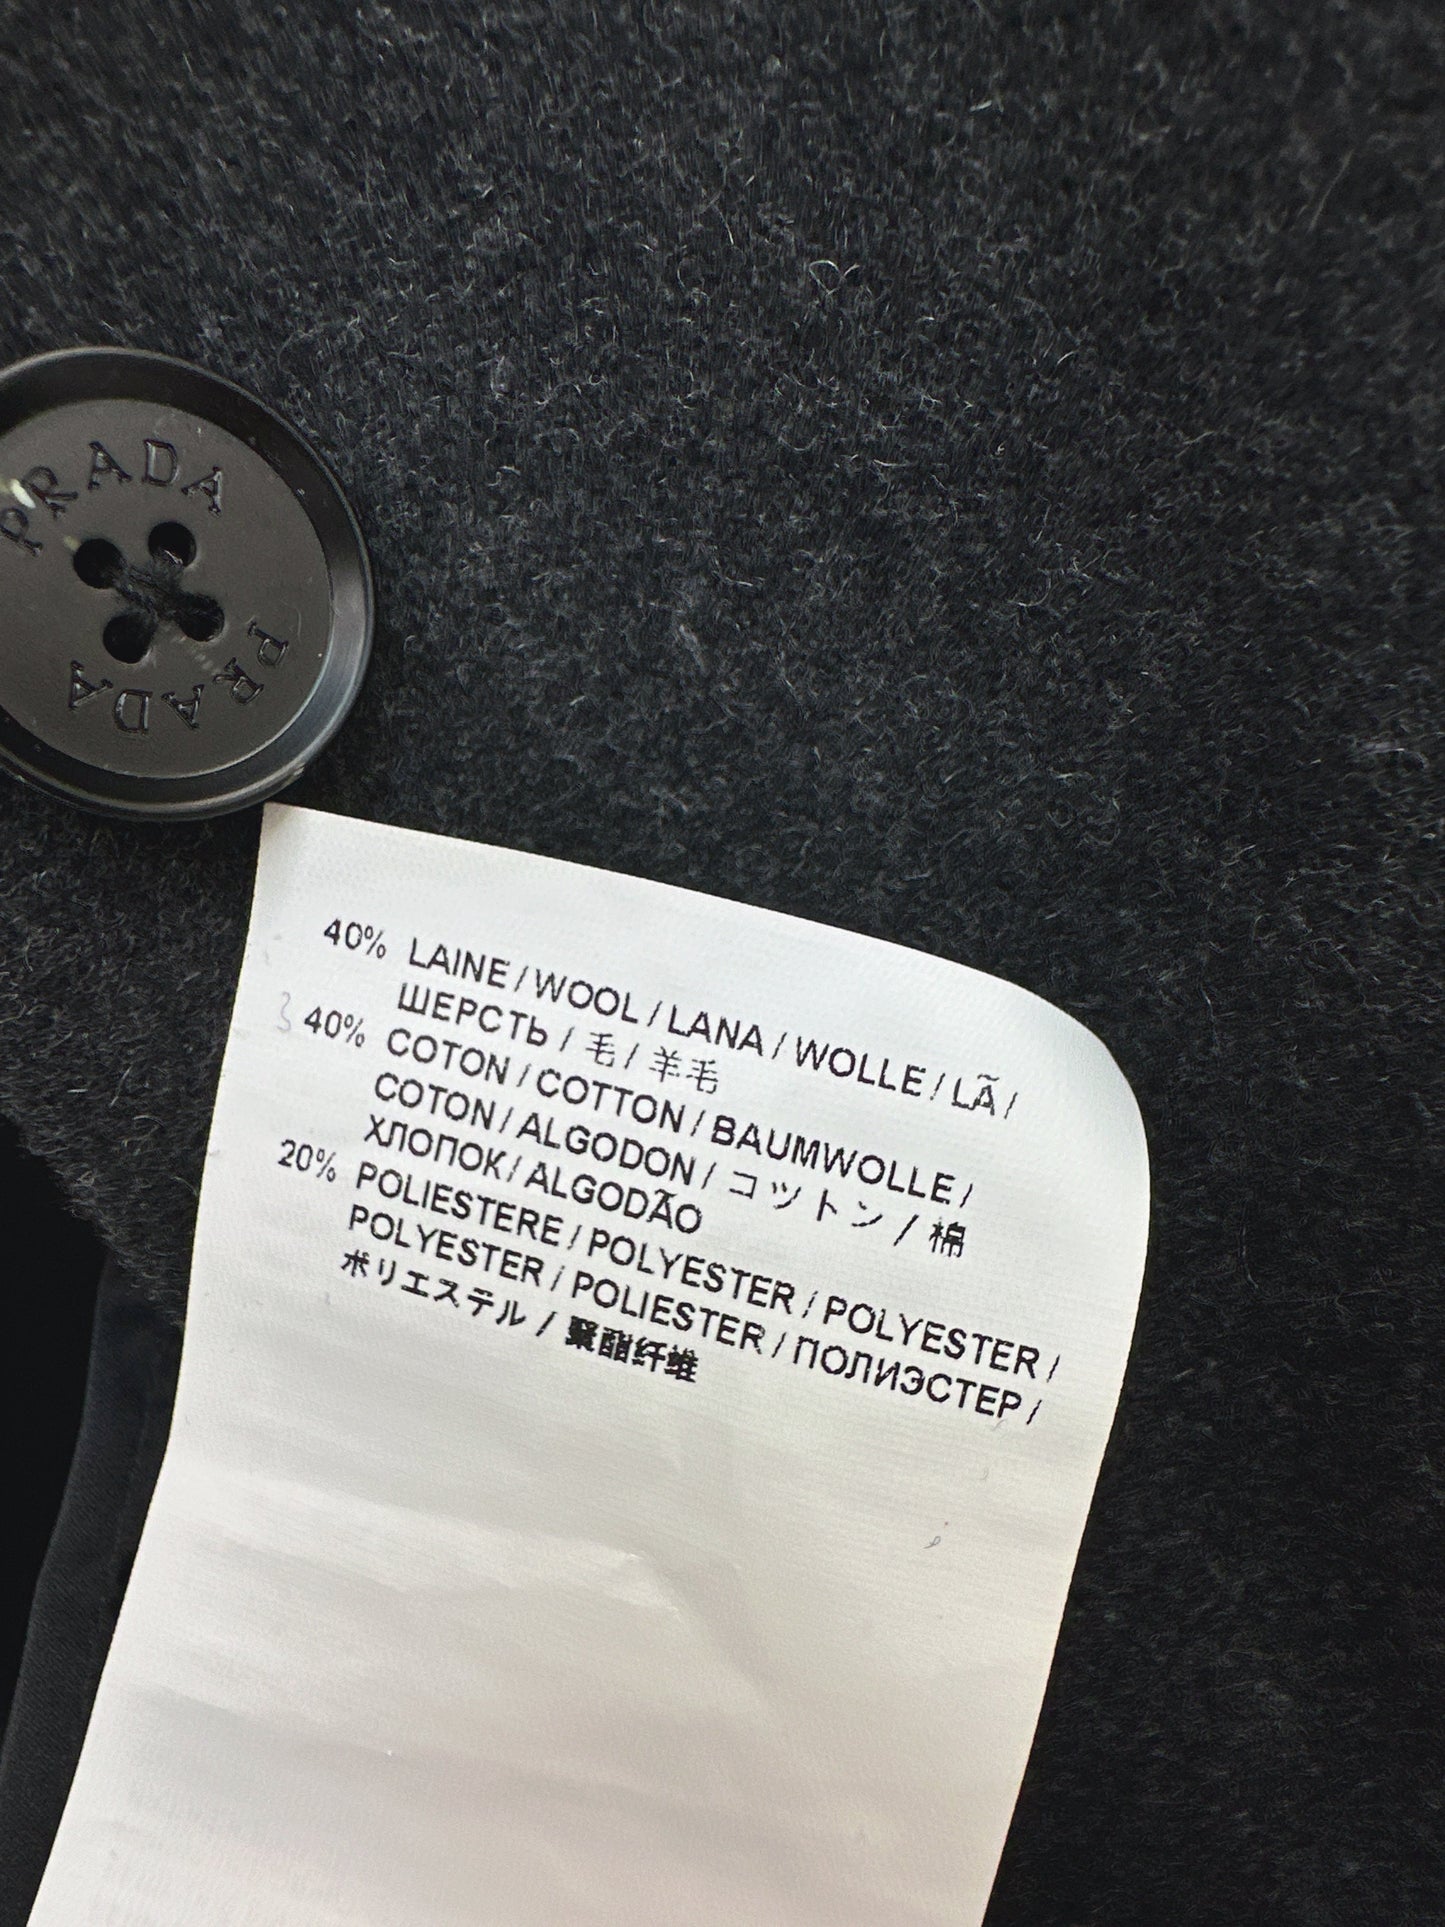 PRADA
PRADA
40% LAINE / WOOL / LANA / WOLLE / LÃ /
ШЕРСТЬ / 毛 / 羊毛
40% COTON / COTTON / BAUMWOLLE /
COTON / ALGODON / コットン / 棉
ХЛОПОК / ALGODÃO
20% POLIESTERE / POLYESTER / POLYESTER /
POLYESTER / POLIESTER / ПОЛИЭСТЕР /
ポリエステル / 聚酯纤维